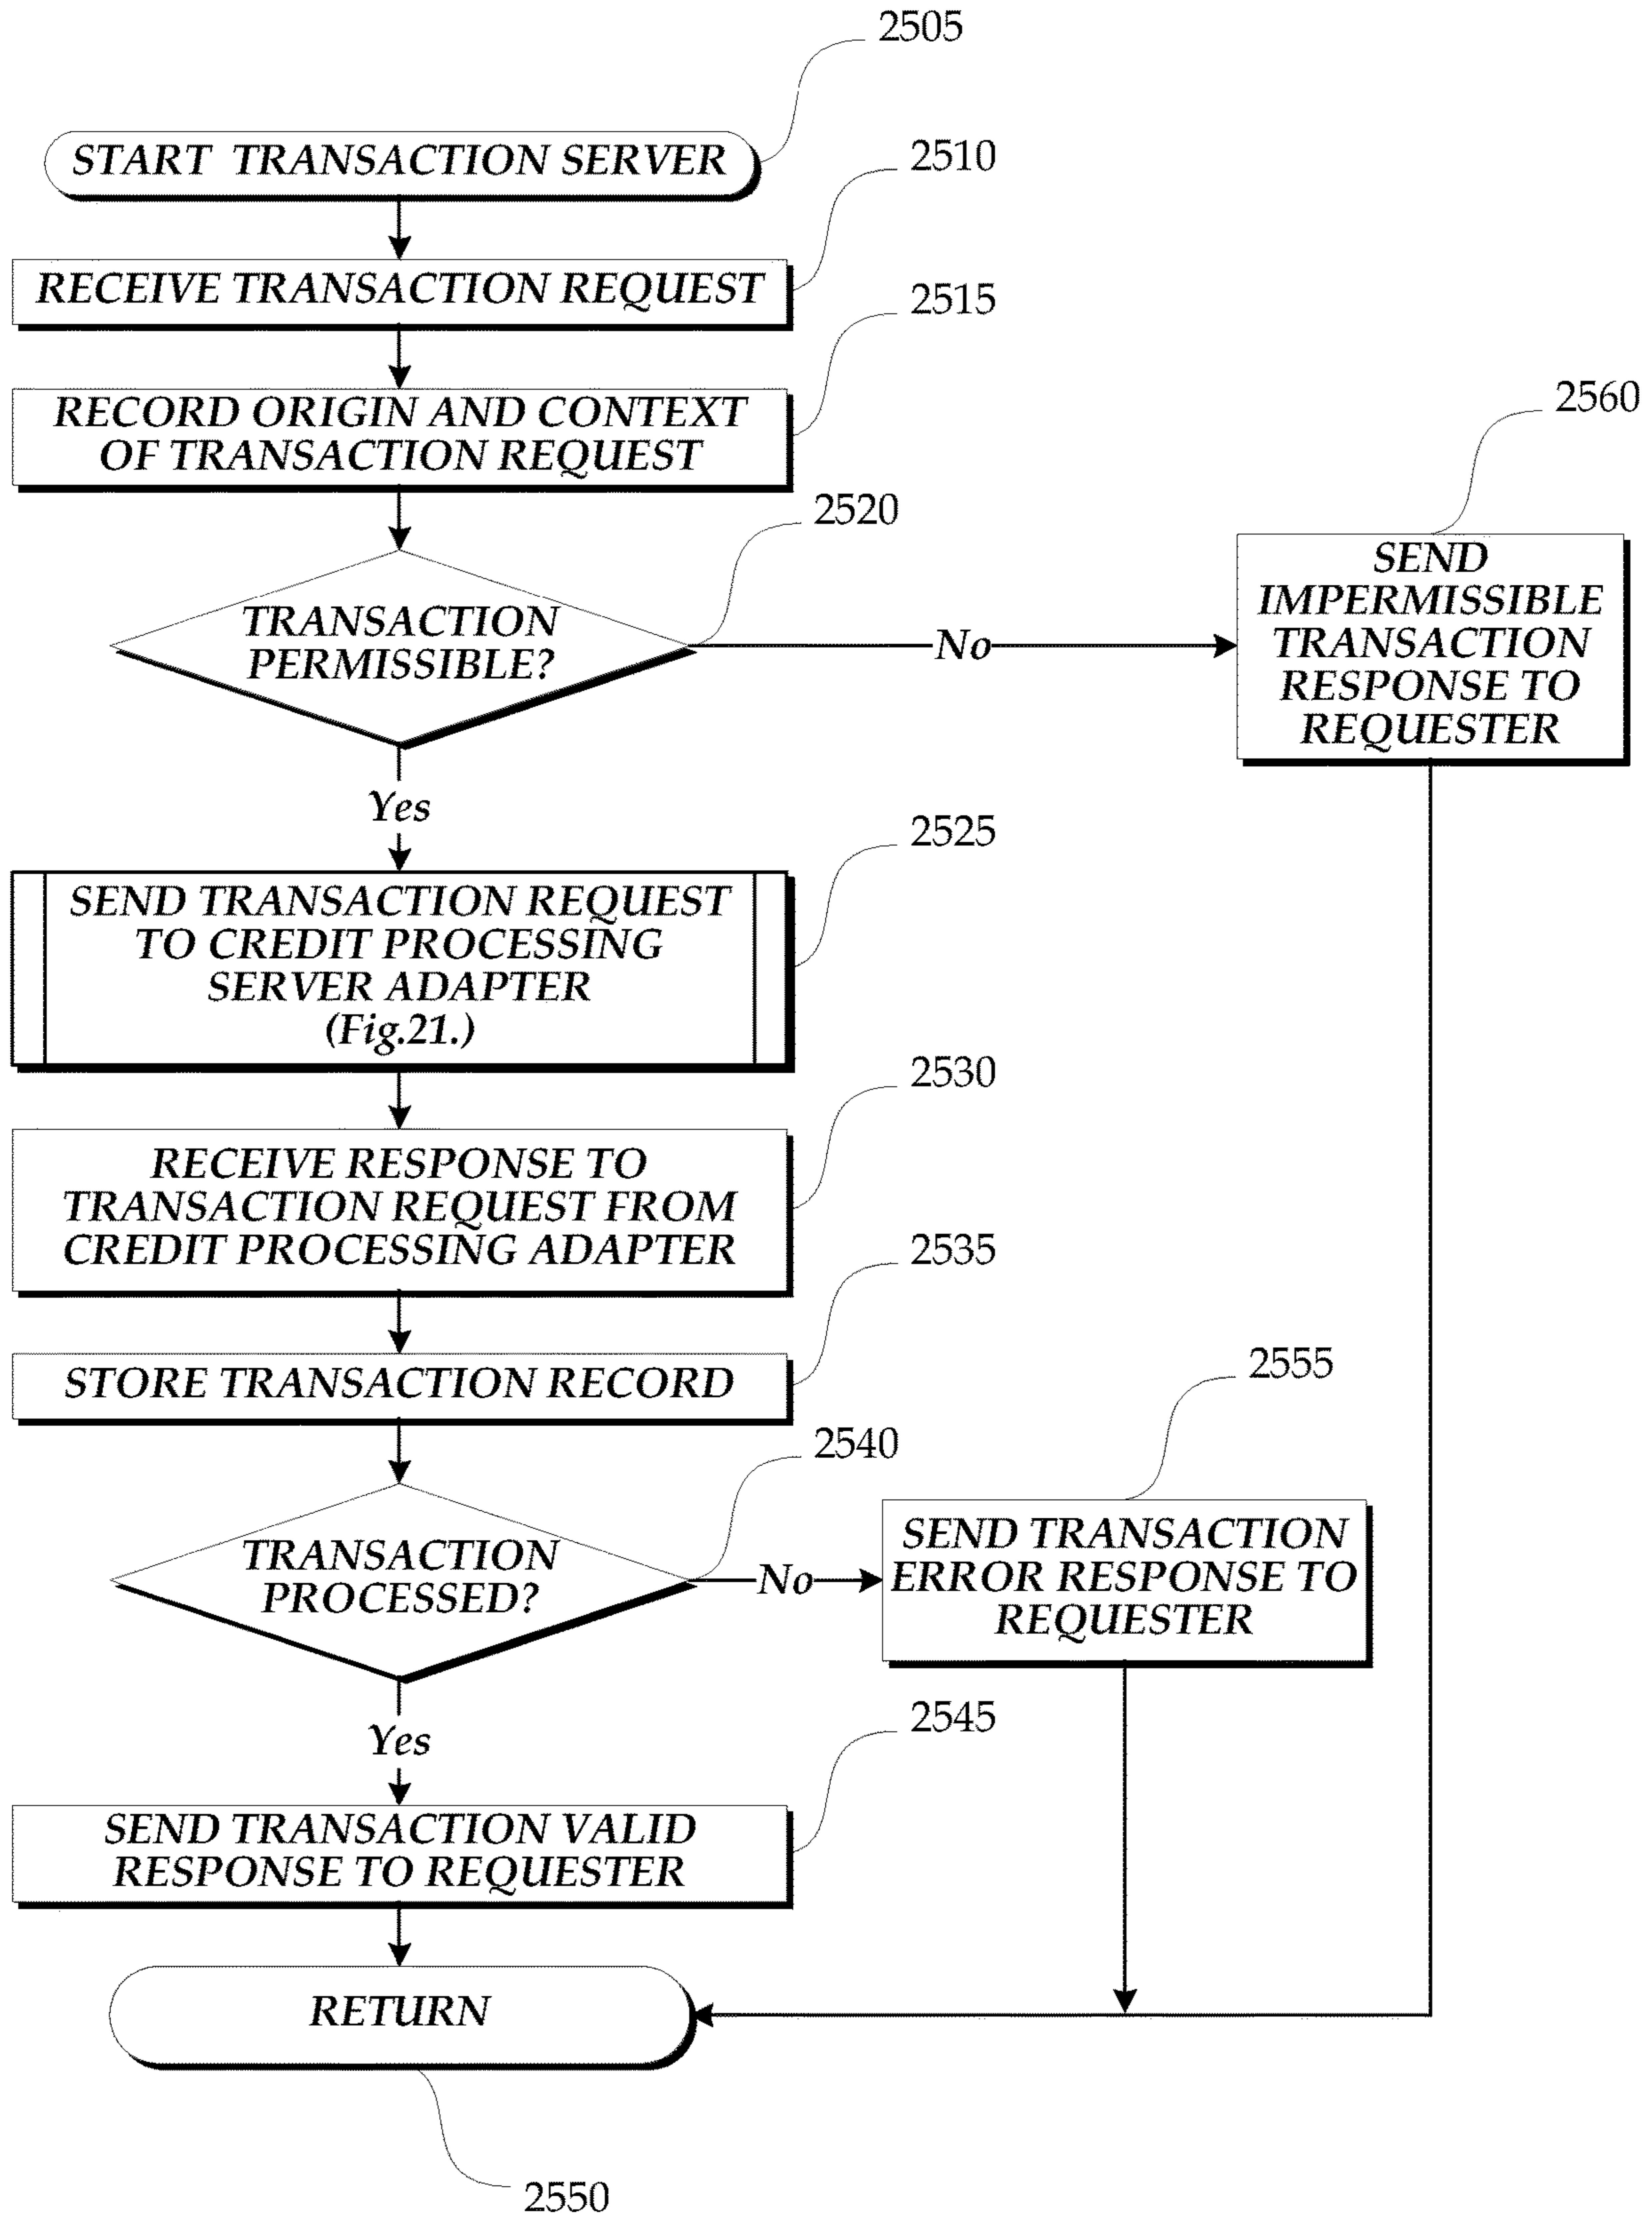 2505
START TRANSACTION SERVER
2510
RECEIVE TRANSACTION REQUEST
2515
RECORD ORIGIN AND CONTEXT
OF TRANSACTION REQUEST
2520
TRANSACTION
PERMISSIBLE?
No
2560
SEND
IMPERMISSIBLE
TRANSACTION
RESPONSE TO
REQUESTER
Yes
2525
SEND TRANSACTION REQUEST
TO CREDIT PROCESSING
SERVER ADAPTER
(Fig.21.)
2530
RECEIVE RESPONSE TO
TRANSACTION REQUEST FROM
CREDIT PROCESSING ADAPTER
2535
STORE TRANSACTION RECORD
2540
TRANSACTION
PROCESSED?
No
2555
SEND TRANSACTION
ERROR RESPONSE TO
REQUESTER
Yes
2545
SEND TRANSACTION VALID
RESPONSE TO REQUESTER
RETURN
2550